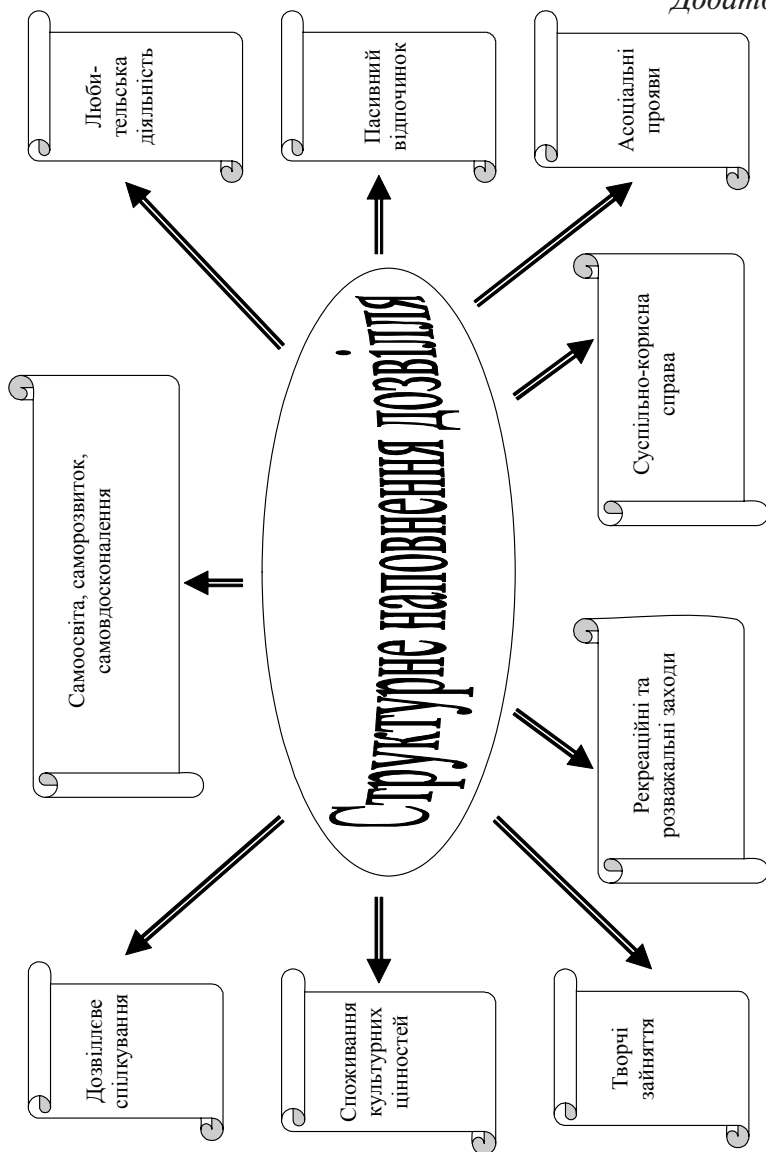 Додато
Дозвіллєве
спілкування
Самоосвіта, саморозвиток,
самовдосконалення
Люби-
тельська
діяльність
Споживання
культурних
цінностей
Структурне наповнення дозвілля
Пасивний
відпочинок
Творчі
зайняття
Рекреаційні та
розважальні заходи
Суспільно-корисна
справа
Асоціальні
прояви